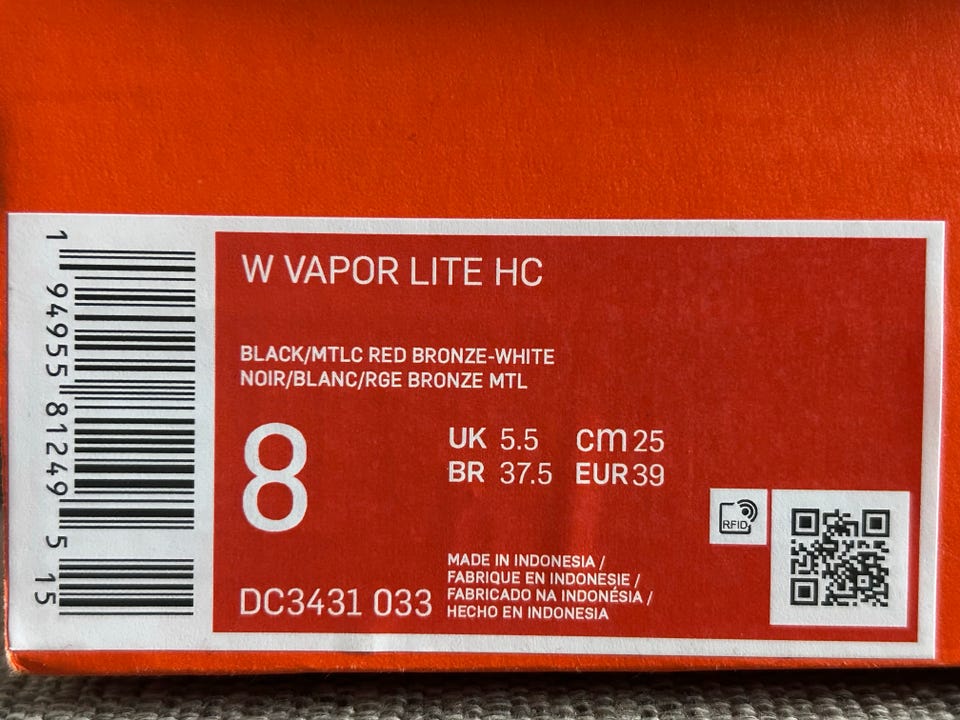 1 94955 81249 5 15
W VAPOR LITE HC
BLACK/MTLC RED BRONZE-WHITE
NOIR/BLANC/RGE BRONZE MTL
8
UK 5.5 cm 25
BR 37.5 EUR 39
RFID
DC3431 033
MADE IN INDONESIA /
FABRIQUE EN INDONESIE /
FABRICADO NA INDONÉSIA /
HECHO EN INDONESIA